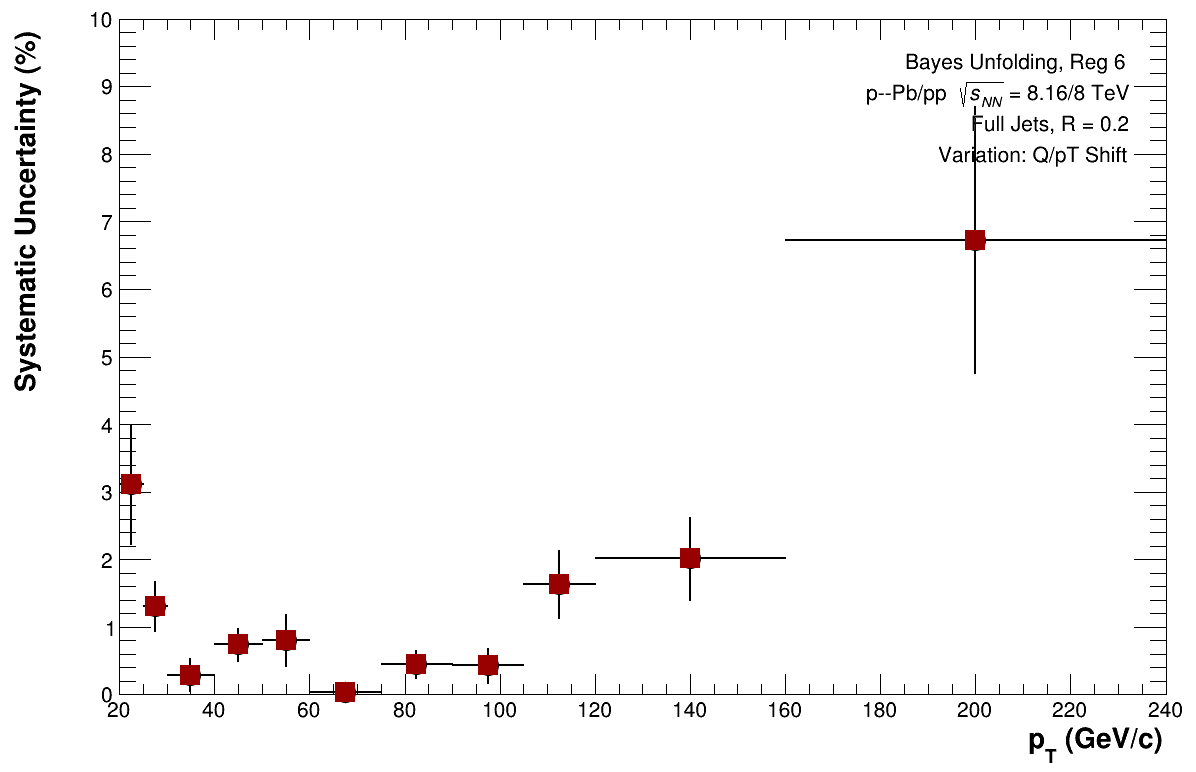 Systematic Uncertainty (%)
10
9
8
7
6
5
4
3
2
1
0
Bayes Unfolding, Reg 6
p--Pb/pp √sNN = 8.16/8 TeV
Full Jets, R = 0.2
Variation: Q/pT Shift
20 40 60 80 100 120 140 160 180 200 220 240
pT (GeV/c)